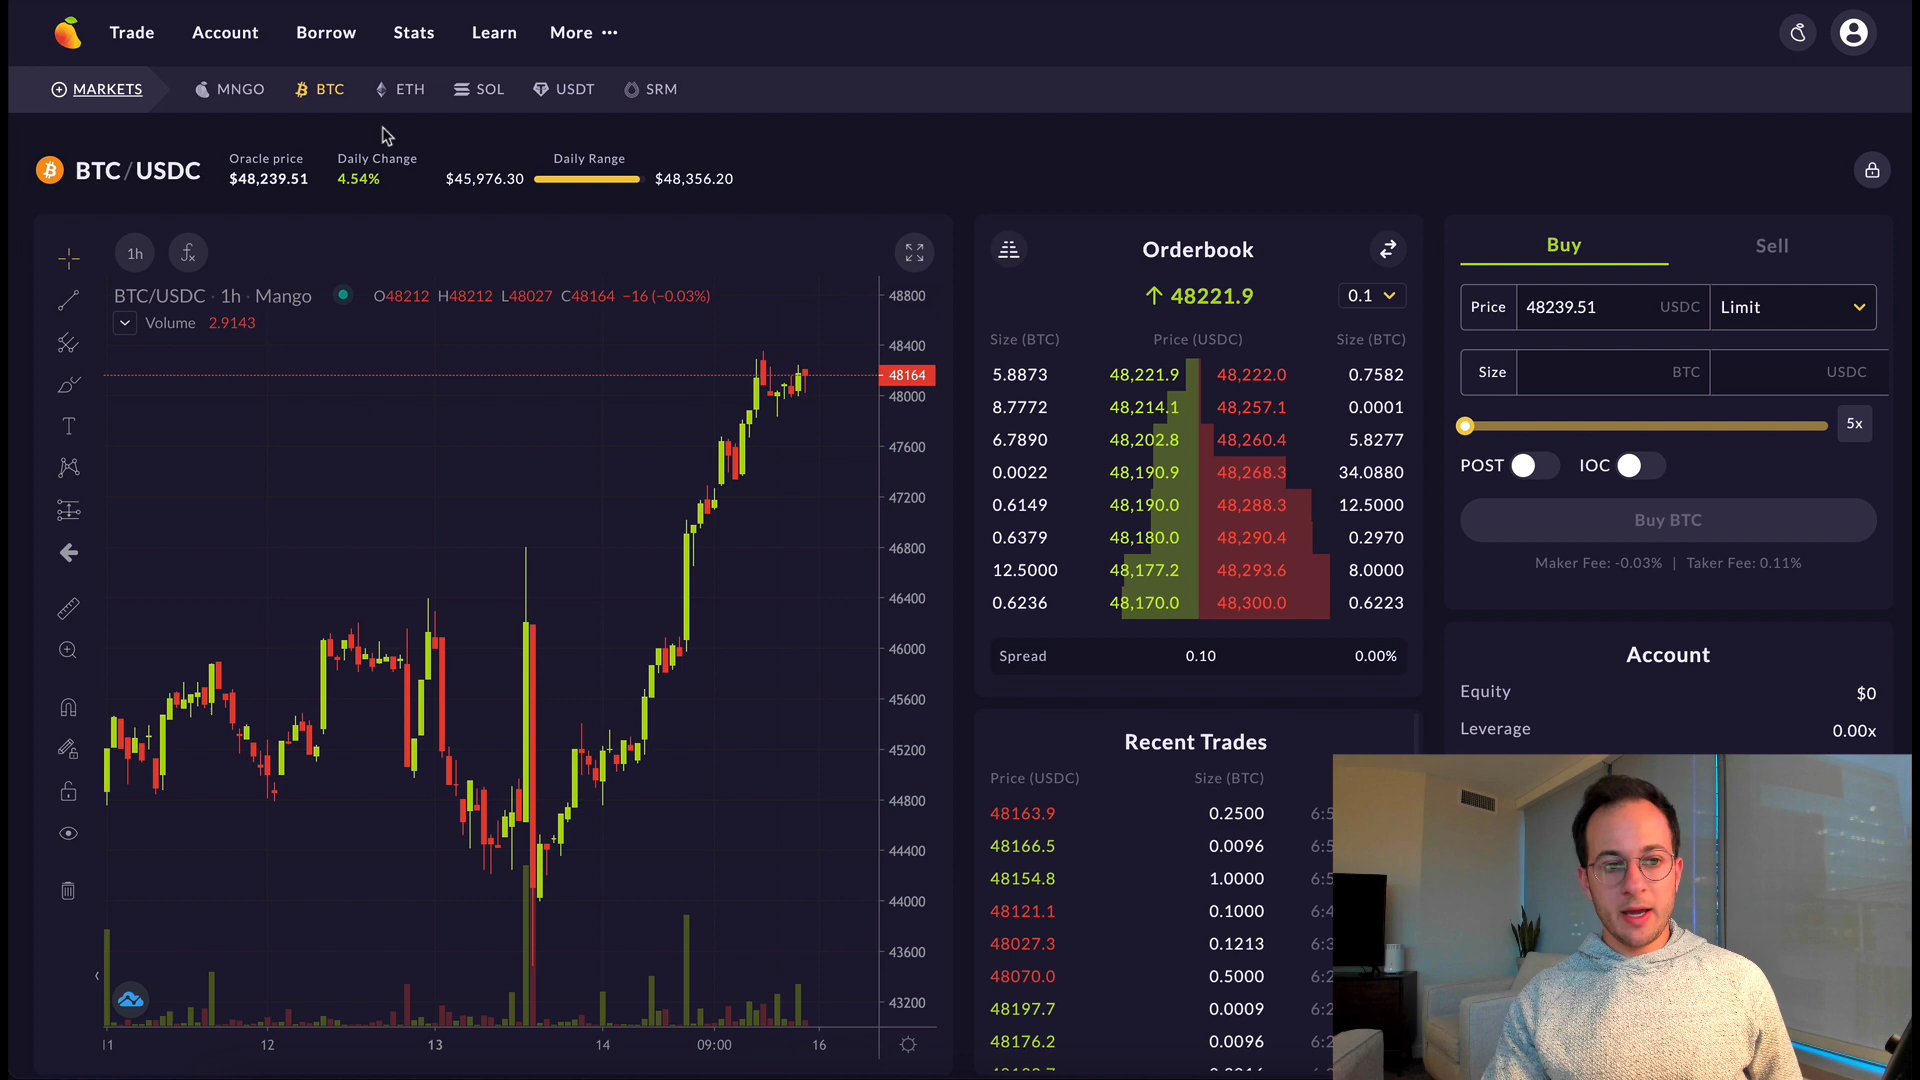 Trade Account Borrow Stats Learn More ···
MARKETS MNGO BTC ETH SOL USDT SRM
BTC/USDC
Oracle price
$48,239.51
Daily Change
4.54%
Daily Range
$45,976.30 $48,356.20
1h
BTC/USDC · 1h · Mango O48212 H48212 L48027 C48164 −16 (−0.03%)
Volume 2.9143
48800
48400
48164
48000
47600
47200
46800
46400
46000
45600
45200
44800
44400
44000
43600
43200
11 12 13 14 09:00 16
Orderbook
48221.9 0.1
Size (BTC) Price (USDC) Size (BTC)
5.8873 48,221.9 48,222.0 0.7582
8.7772 48,214.1 48,257.1 0.0001
6.7890 48,202.8 48,260.4 5.8277
0.0022 48,190.9 48,268.3 34.0880
0.6149 48,190.0 48,288.3 12.5000
0.6379 48,180.0 48,290.4 0.2970
12.5000 48,177.2 48,293.6 8.0000
0.6236 48,170.0 48,300.0 0.6223
Spread 0.10 0.00%
Recent Trades
Price (USDC) Size (BTC)
48163.9 0.2500
48166.5 0.0096
48154.8 1.0000
48121.1 0.1000
48027.3 0.1213
48070.0 0.5000
48197.7 0.0009
48176.2 0.0096
Buy Sell
Price 48239.51 USDC Limit
Size BTC USDC
5x
POST IOC
Buy BTC
Maker Fee: -0.03% | Taker Fee: 0.11%
Account
Equity $0
Leverage 0.00x